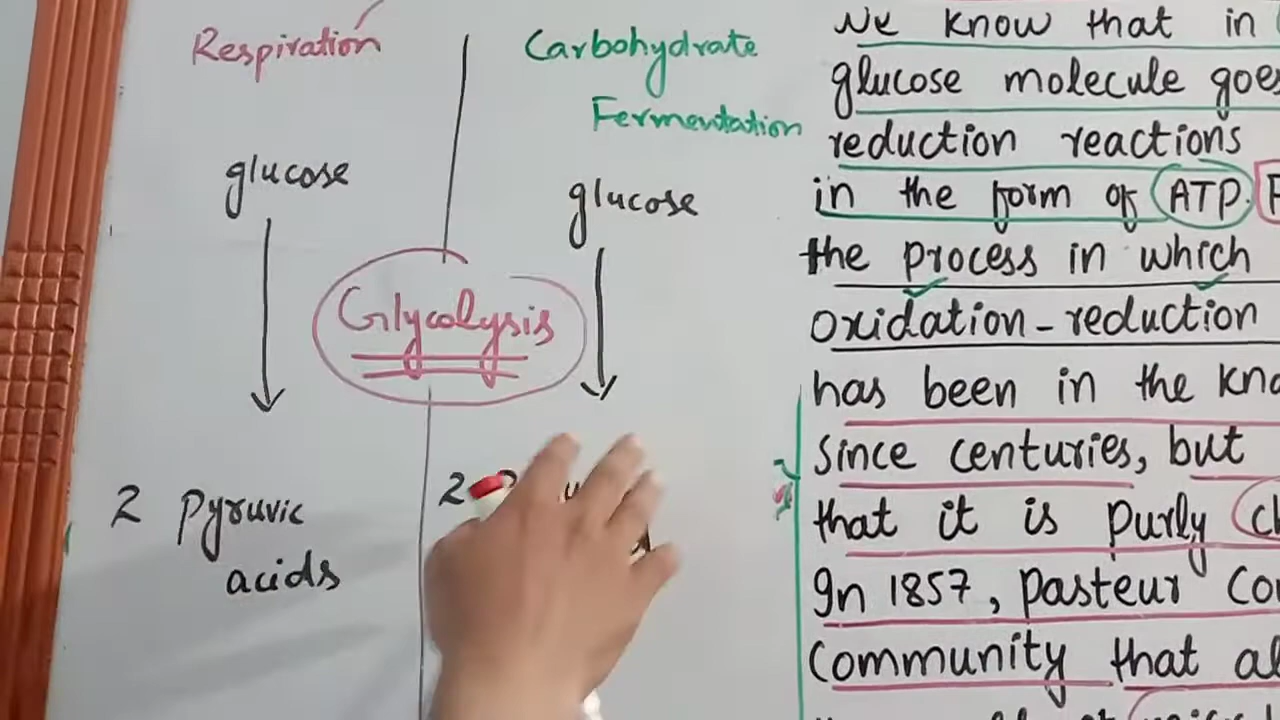 Respiration
glucose
2 Pyruvic
acids
Glycolysis
Carbohydrate
Fermentation
glucose
2
We know that in
glucose molecule goes
reduction reactions
in the form of ATP.
the process in which
oxidation-reduction
has been in the
since centuries, but
that it is purly
In 1857, Pasteur
Community that